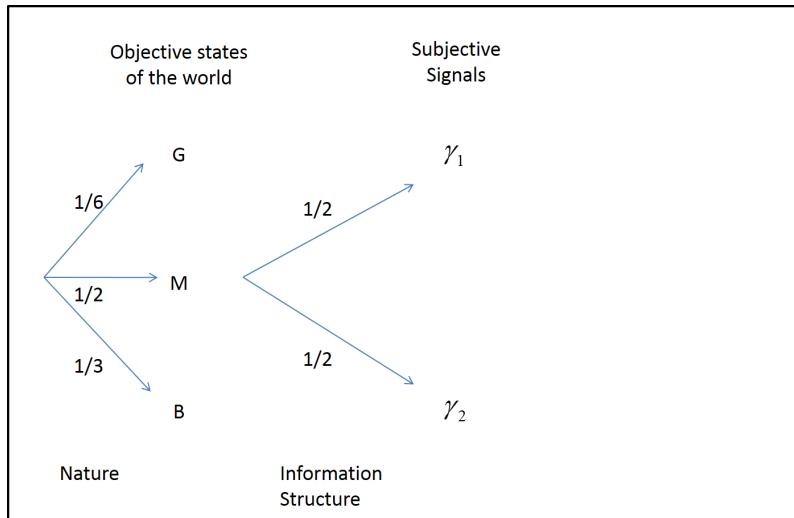 Objective states
of the world
Subjective
Signals
G
γ₁
1/6
1/2
M
1/2
1/3
1/2
B
γ₂
Nature
Information
Structure